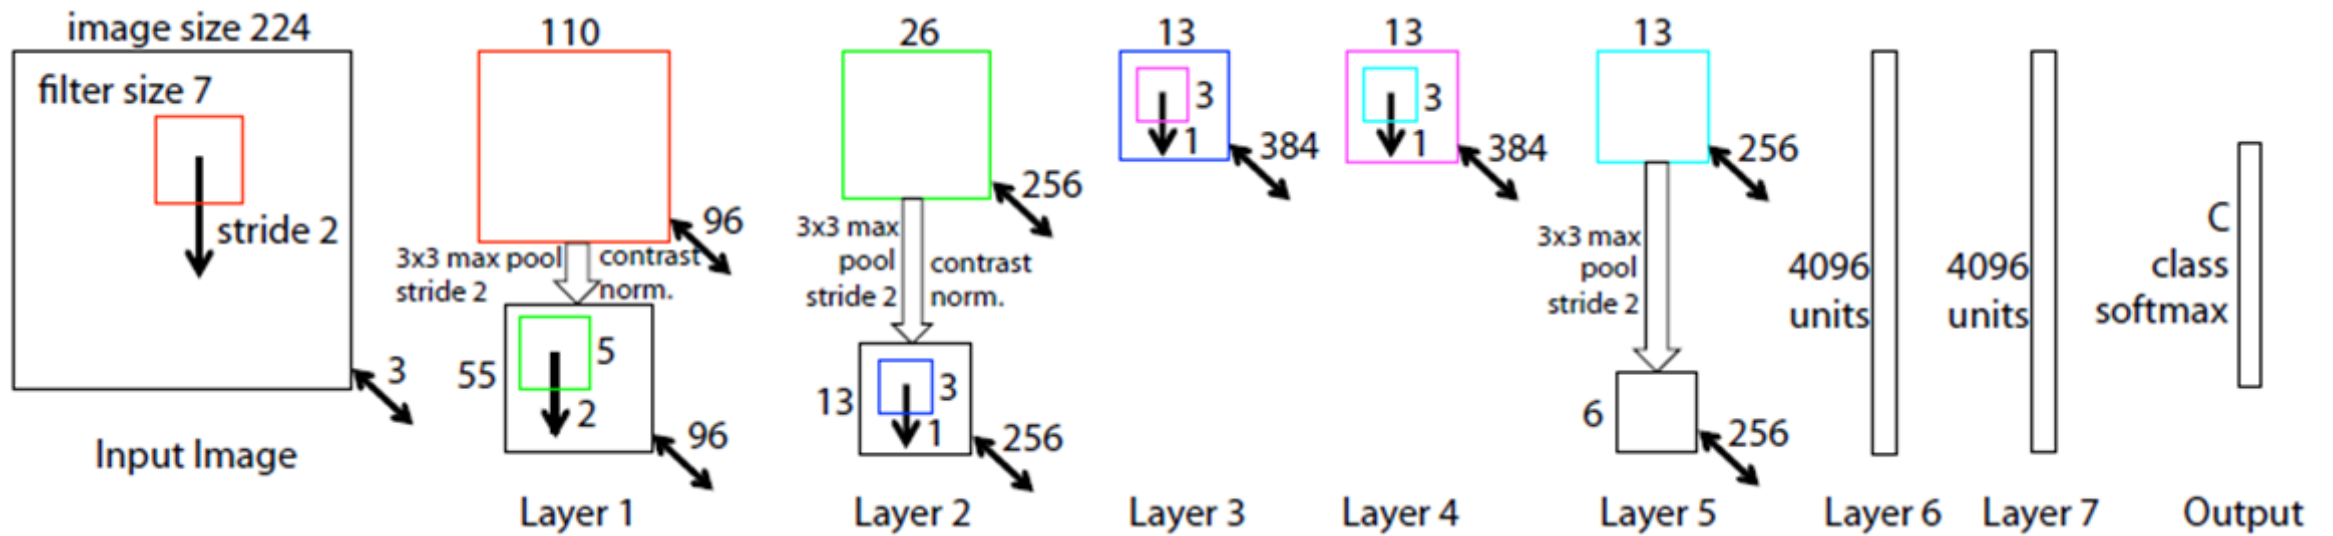 image size 224
filter size 7
stride 2
3
Input Image
110
96
3x3 max pool
stride 2
contrast
norm.
55
5
2
96
Layer 1
26
256
3x3 max
pool
stride 2
contrast
norm.
13
3
1
256
Layer 2
13
3
1
384
Layer 3
13
3
1
384
Layer 4
13
256
3x3 max
pool
stride 2
6
256
Layer 5
4096
units
Layer 6
4096
units
Layer 7
C
class
softmax
Output